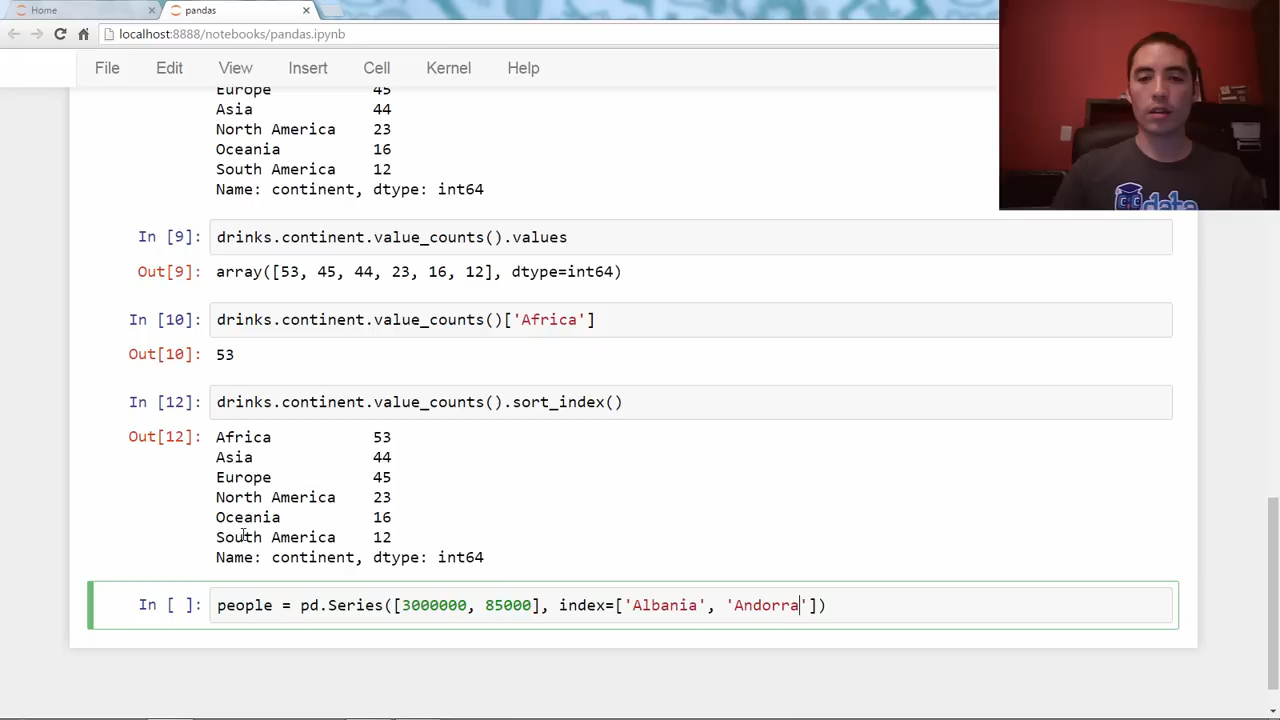 Home
pandas
localhost:8888/notebooks/pandas.ipynb
File Edit View Insert Cell Kernel Help
Europe 45
Asia 44
North America 23
Oceania 16
South America 12
Name: continent, dtype: int64
In [9]: drinks.continent.value_counts().values
Out[9]: array([53, 45, 44, 23, 16, 12], dtype=int64)
In [10]: drinks.continent.value_counts()['Africa']
Out[10]: 53
In [12]: drinks.continent.value_counts().sort_index()
Out[12]: Africa 53
Asia 44
Europe 45
North America 23
Oceania 16
South America 12
Name: continent, dtype: int64
In [ ]: people = pd.Series([3000000, 85000], index=['Albania', 'Andorra'])
data